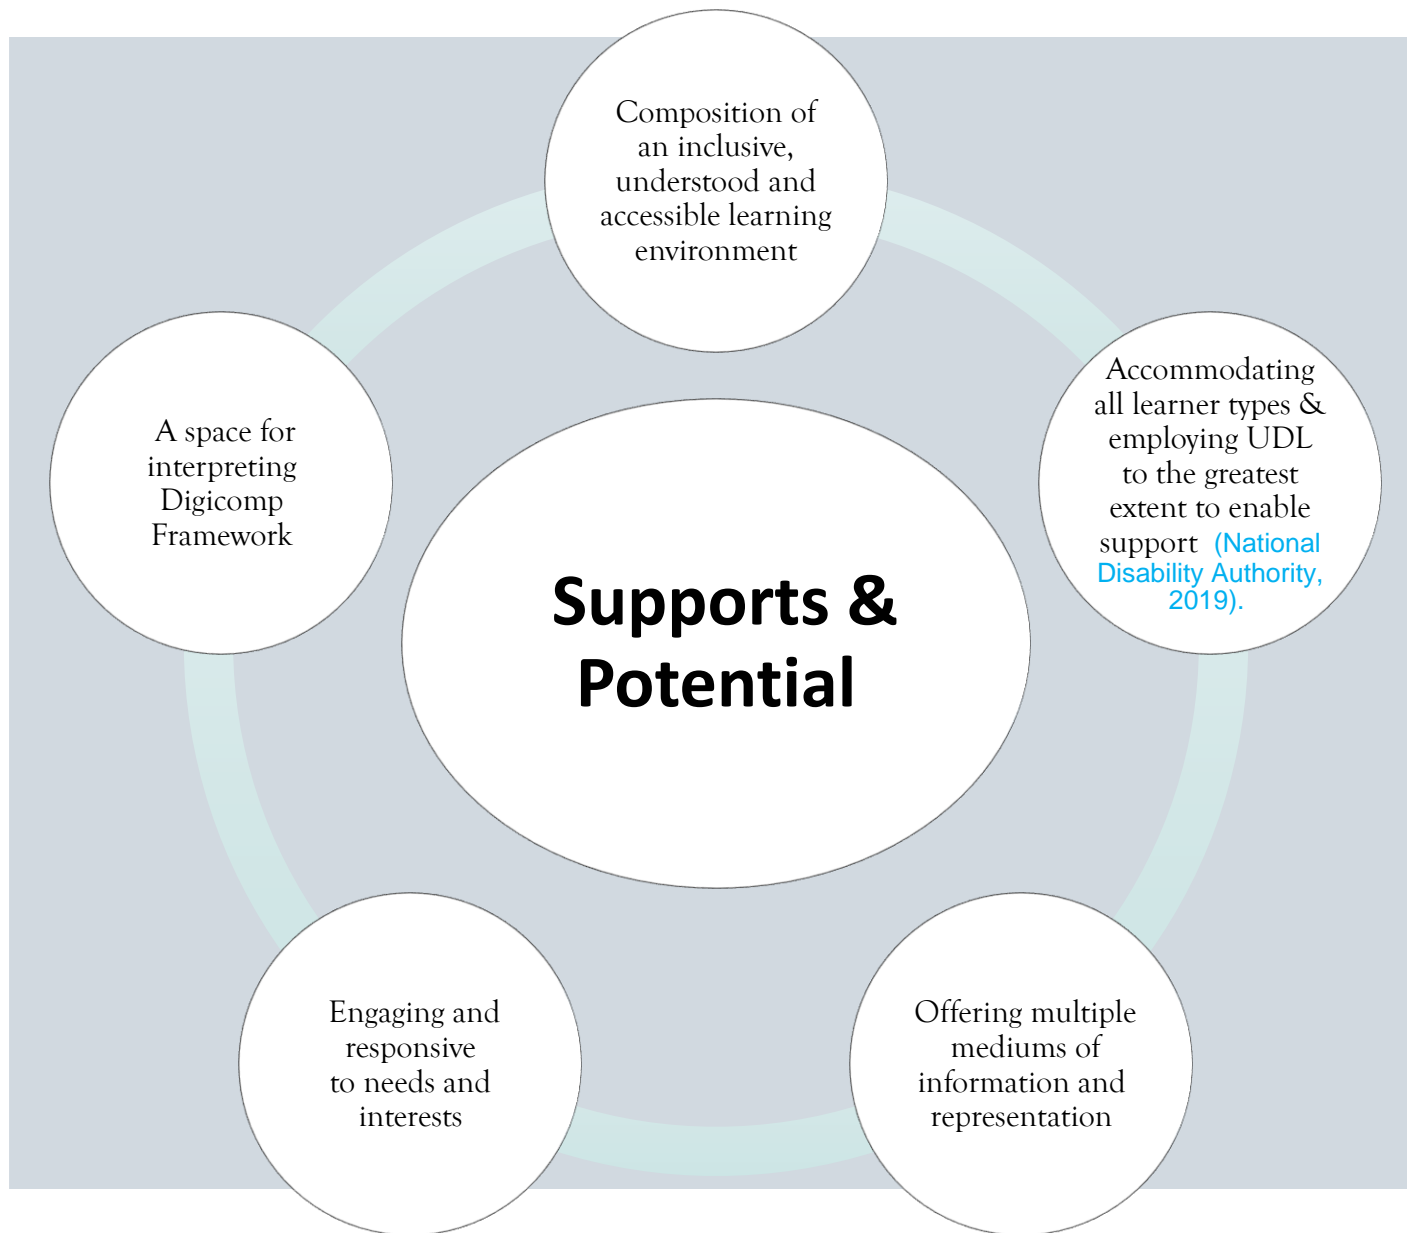 Composition of
an inclusive,
understood and
accessible learning
environment
Accommodating
all learner types &
employing UDL
to the greatest
extent to enable
support (National
Disability Authority,
2019).
Offering multiple
mediums of
information and
representation
Engaging and
responsive
to needs and
interests
A space for
interpreting
Digicomp
Framework
Supports &
Potential